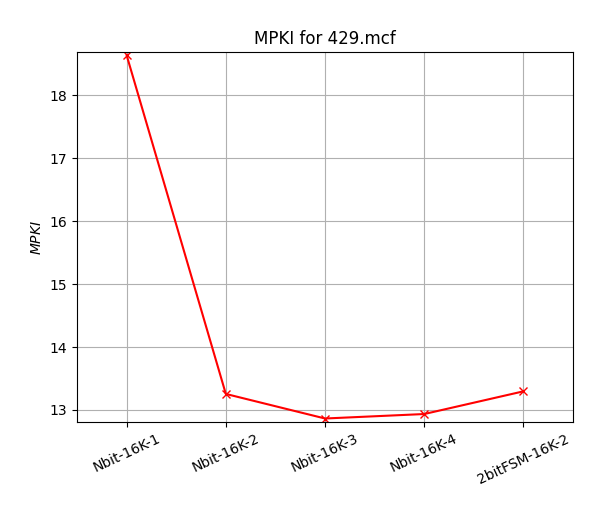 MPKI for 429.mcf
MPKI
18
17
16
15
14
13
Nbit-16K-1
Nbit-16K-2
Nbit-16K-3
Nbit-16K-4
2bitFSM-16K-2